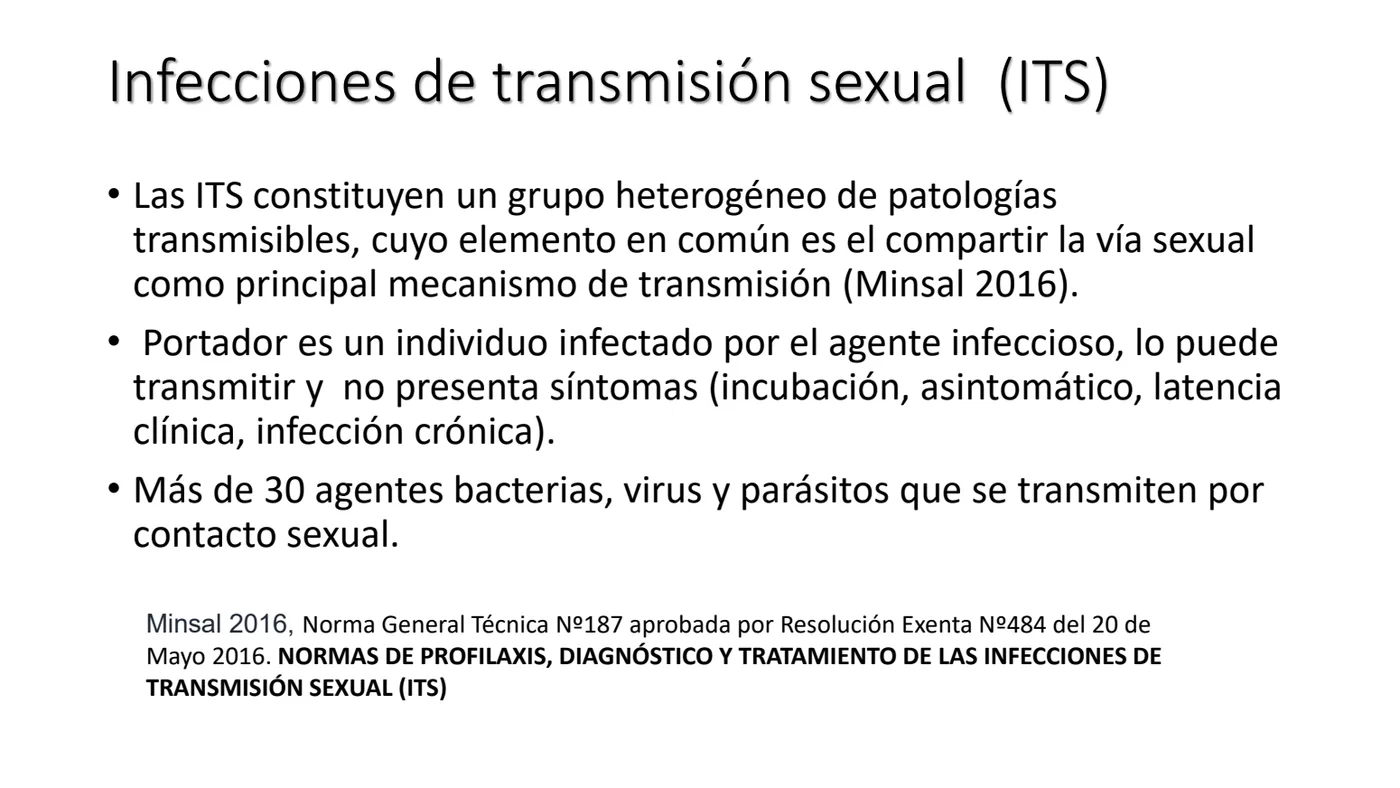 Infecciones de transmisión sexual (ITS)
• Las ITS constituyen un grupo heterogéneo de patologías
transmisibles, cuyo elemento en común es el compartir la vía sexual
como principal mecanismo de transmisión (Minsal 2016).
• Portador es un individuo infectado por el agente infeccioso, lo puede
transmitir y no presenta síntomas (incubación, asintomático, latencia
clínica, infección crónica).
• Más de 30 agentes bacterias, virus y parásitos que se transmiten por
contacto sexual.
Minsal 2016, Norma General Técnica Nº187 aprobada por Resolución Exenta Nº484 del 20 de
Mayo 2016. NORMAS DE PROFILAXIS, DIAGNÓSTICO Y TRATAMIENTO DE LAS INFECCIONES DE
TRANSMISIÓN SEXUAL (ITS)